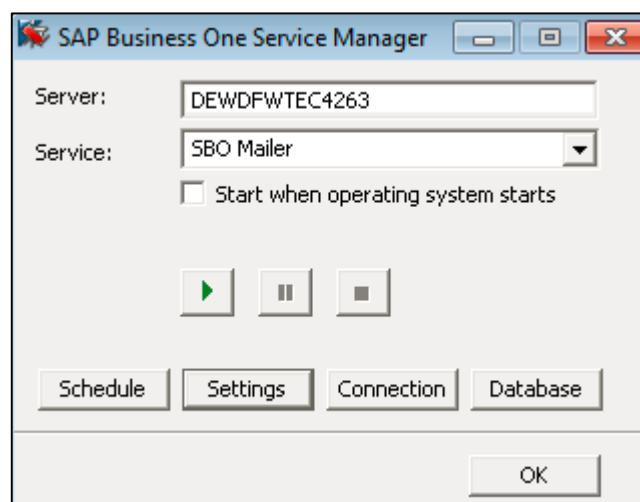 SAP Business One Service Manager
Server: DEWDFWTEC4263
Service: SBO Mailer
Start when operating system starts
Schedule Settings Connection Database
OK